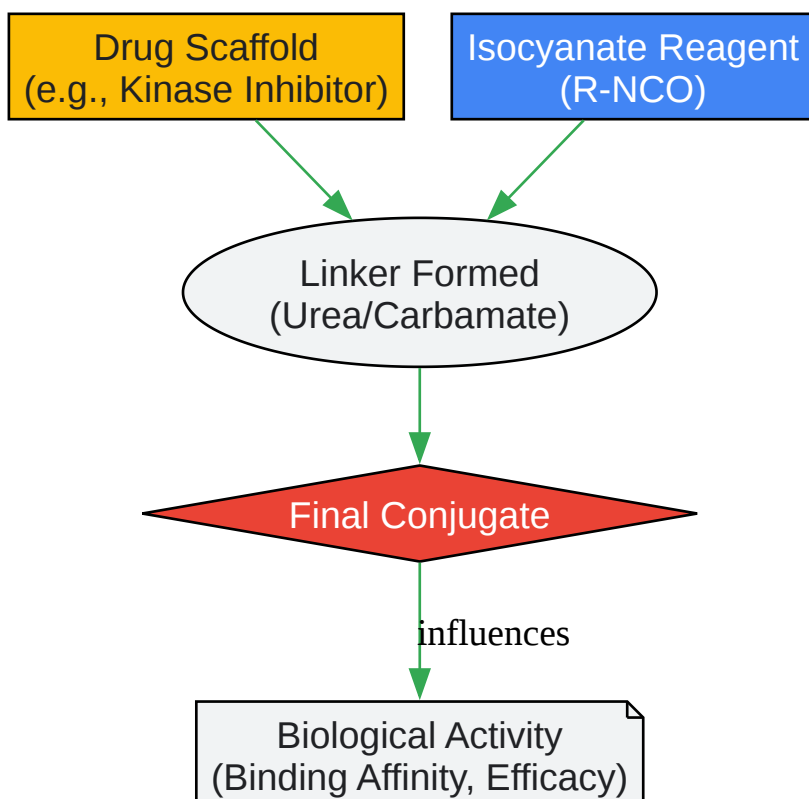 Drug Scaffold
(e.g., Kinase Inhibitor)
Isocyanate Reagent
(R-NCO)
Linker Formed
(Urea/Carbamate)
Final Conjugate
influences
Biological Activity
(Binding Affinity, Efficacy)